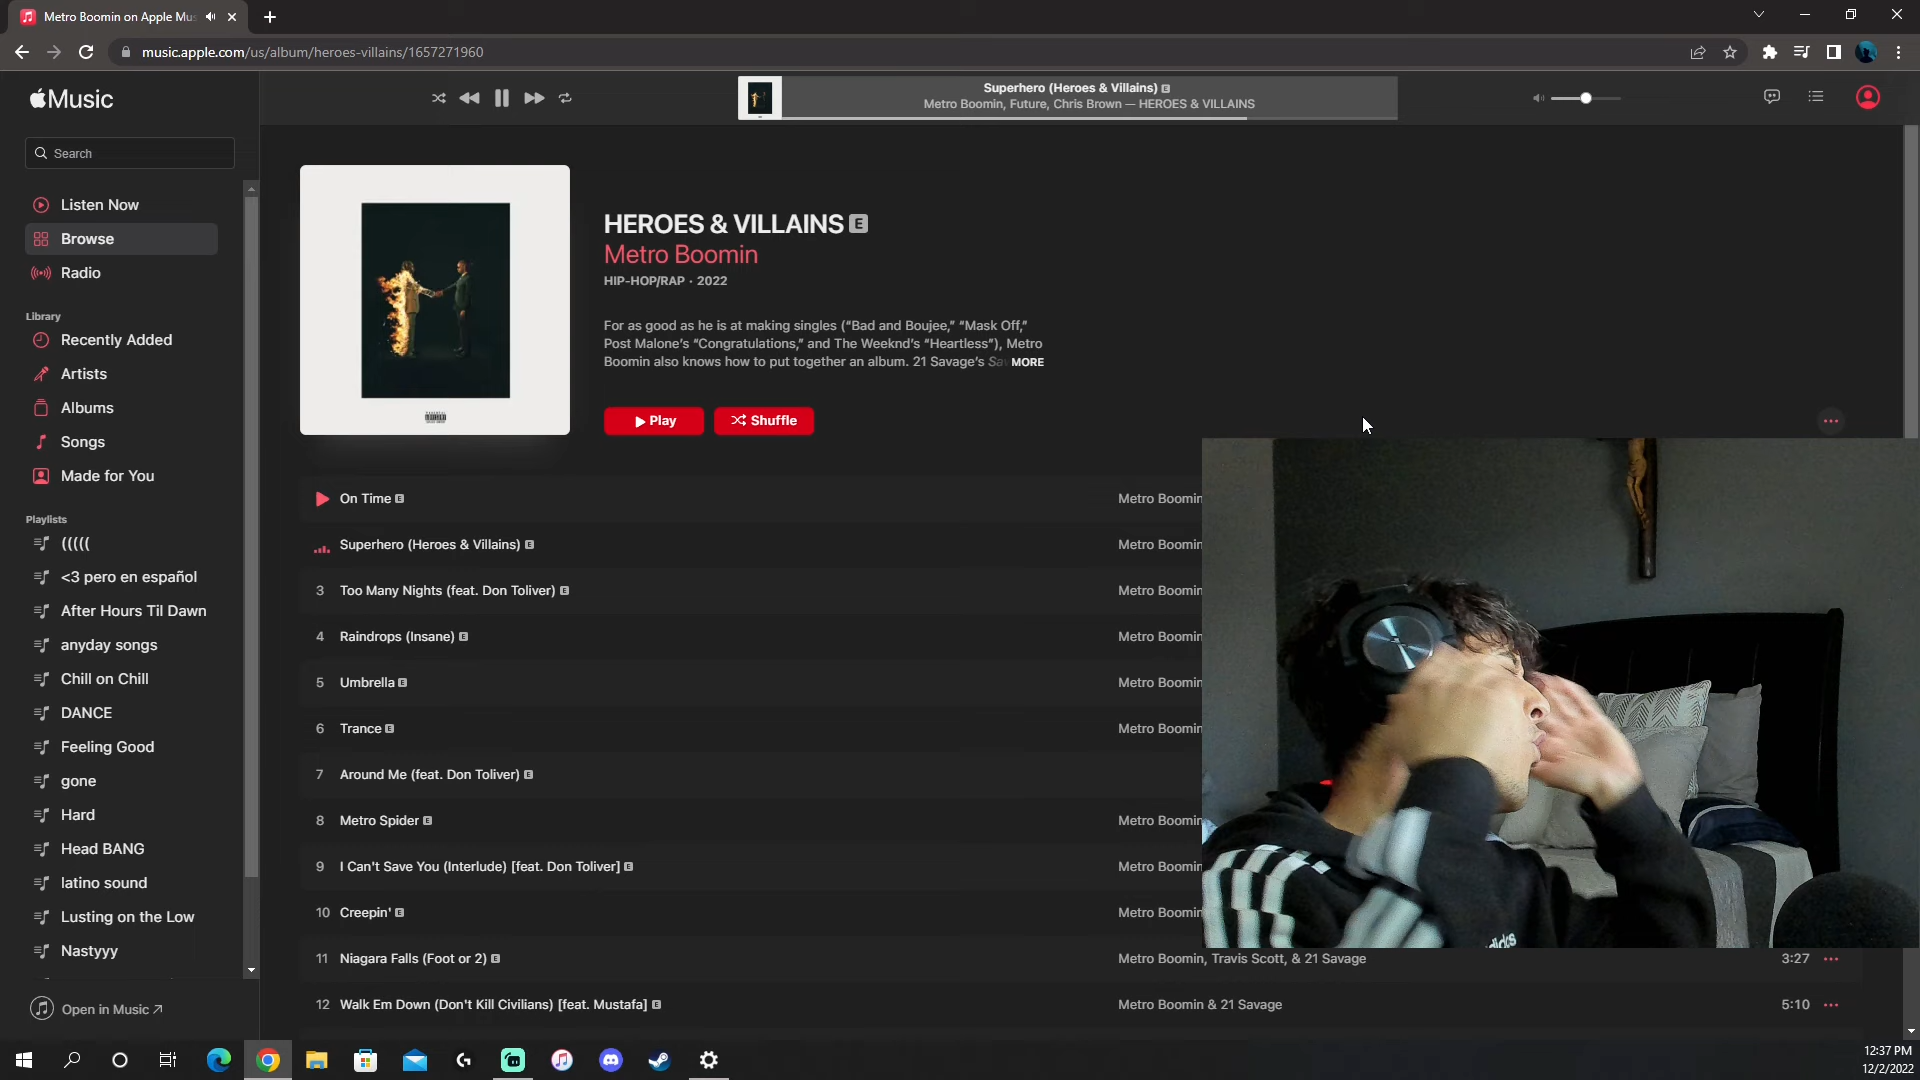 Metro Boomin on Apple Mus
music.apple.com/us/album/heroes-villains/1657271960
Music
Superhero (Heroes & Villains) E
Metro Boomin, Future, Chris Brown — HEROES & VILLAINS
Search
Listen Now
Browse
Radio
Library
Recently Added
Artists
Albums
Songs
Made for You
Playlists
(((((
<3 pero en español
After Hours Til Dawn
anyday songs
Chill on Chill
DANCE
Feeling Good
gone
Hard
Head BANG
latino sound
Lusting on the Low
Nastyyy
Open in Music ↗
HEROES & VILLAINS E
Metro Boomin
HIP-HOP/RAP · 2022
For as good as he is at making singles (“Bad and Boujee,” “Mask Off,”
Post Malone’s “Congratulations,” and The Weeknd’s “Heartless”), Metro
Boomin also knows how to put together an album. 21 Savage’s Sa MORE
Play
Shuffle
On Time E Metro Boomin
Superhero (Heroes & Villains) E Metro Boomin
3 Too Many Nights (feat. Don Toliver) E Metro Boomin
4 Raindrops (Insane) E Metro Boomin
5 Umbrella E Metro Boomin
6 Trance E Metro Boomin
7 Around Me (feat. Don Toliver) E
8 Metro Spider E Metro Boomin
9 I Can't Save You (Interlude) [feat. Don Toliver] E Metro Boomin
10 Creepin' E Metro Boomin
11 Niagara Falls (Foot or 2) E Metro Boomin, Travis Scott, & 21 Savage 3:27
12 Walk Em Down (Don't Kill Civilians) [feat. Mustafa] E Metro Boomin & 21 Savage 5:10
adidas
12:37 PM
12/2/2022